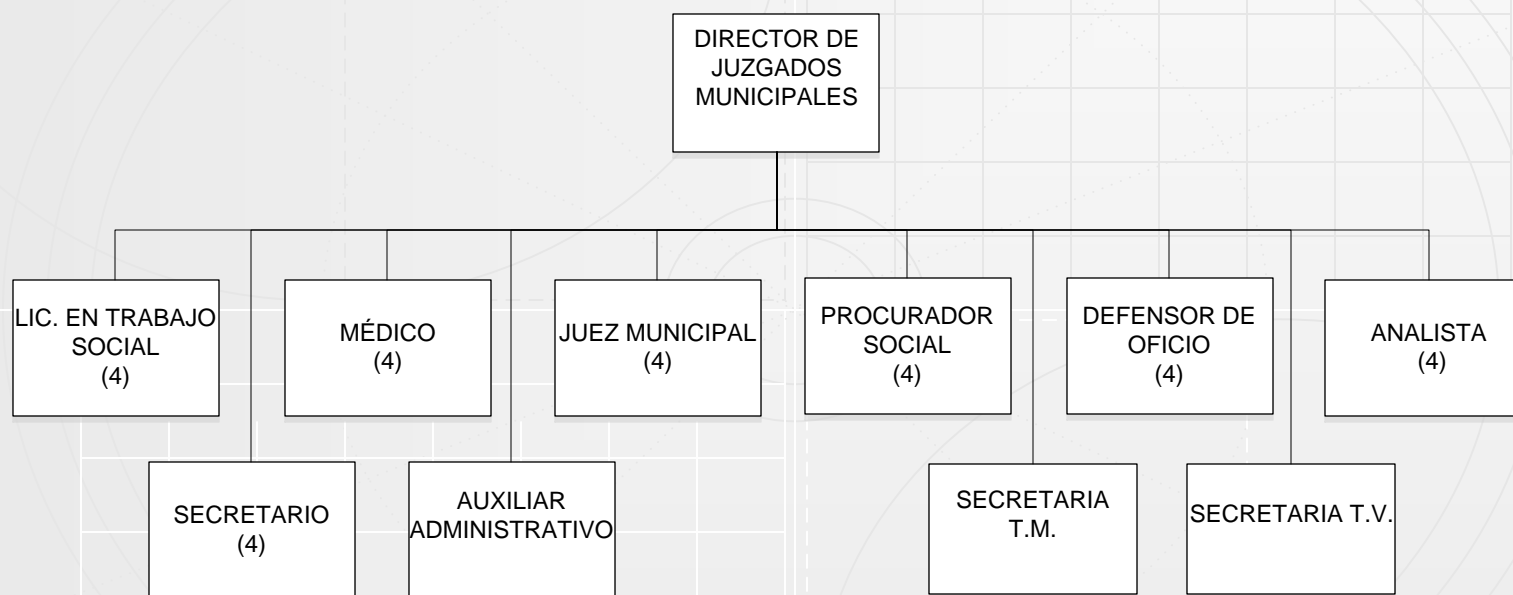 DIRECTOR DE
JUZGADOS
MUNICIPALES
LIC. EN TRABAJO
SOCIAL
(4)
MÉDICO
(4)
JUEZ MUNICIPAL
(4)
PROCURADOR
SOCIAL
(4)
DEFENSOR DE
OFICIO
(4)
ANALISTA
(4)
SECRETARIO
(4)
AUXILIAR
ADMINISTRATIVO
SECRETARIA
T.M.
SECRETARIA T.V.